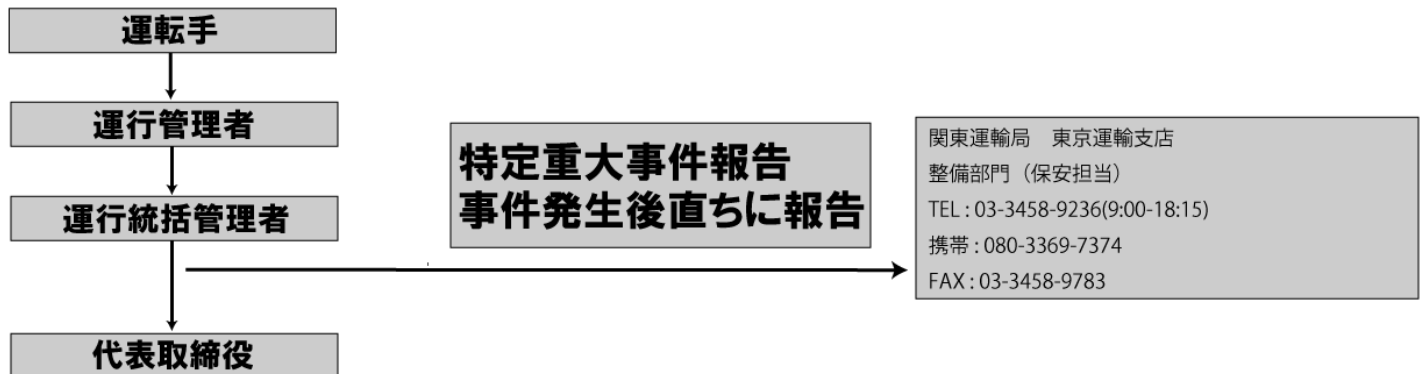 運転手
運行管理者
運行統括管理者
代表取締役
特定重大事件報告
事件発生後直ちに報告
関東運輸局　東京運輸支店
整備部門（保安担当）
TEL : 03-3458-9236(9:00-18:15)
携帯 : 080-3369-7374
FAX : 03-3458-9783